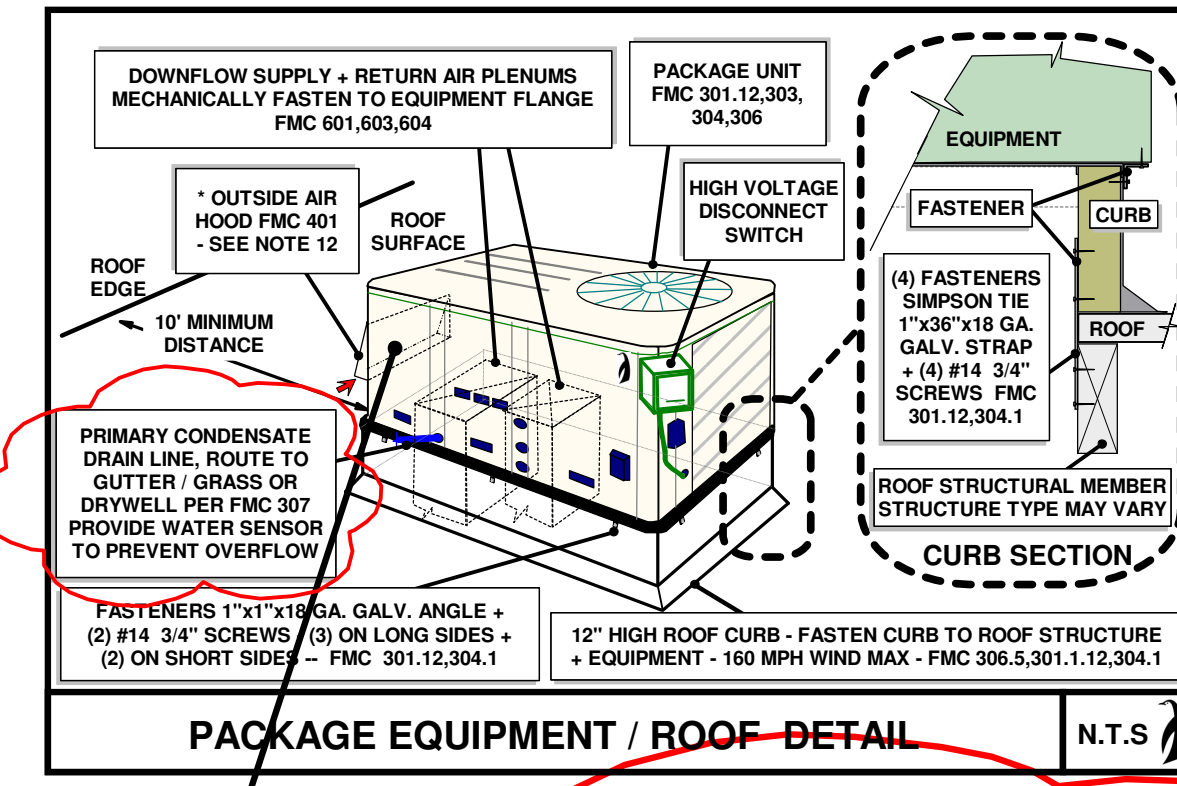 DOWNFLOW SUPPLY + RETURN AIR PLENUMS
MECHANICALLY FASTEN TO EQUIPMENT FLANGE
FMC 601,603,604
PACKAGE UNIT
FMC 301.12,303,
304,306
EQUIPMENT
* OUTSIDE AIR
HOOD FMC 401
- SEE NOTE 12
ROOF
SURFACE
HIGH VOLTAGE
DISCONNECT
SWITCH
FASTENER
CURB
ROOF
EDGE
10' MINIMUM
DISTANCE
(4) FASTENERS
SIMPSON TIE
1"x36"x18 GA.
GALV. STRAP
+ (4) #14 3/4"
SCREWS FMC
301.12,304.1
ROOF
PRIMARY CONDENSATE
DRAIN LINE, ROUTE TO
GUTTER / GRASS OR
DRYWELL PER FMC 307
PROVIDE WATER SENSOR
TO PREVENT OVERFLOW
ROOF STRUCTURAL MEMBER
STRUCTURE TYPE MAY VARY
CURB SECTION
FASTENERS 1"x1"x18 GA. GALV. ANGLE +
(2) #14 3/4" SCREWS - (3) ON LONG SIDES +
(2) ON SHORT SIDES -- FMC 301.12,304.1
12" HIGH ROOF CURB - FASTEN CURB TO ROOF STRUCTURE
+ EQUIPMENT - 160 MPH WIND MAX - FMC 306.5,301.1.12,304.1
PACKAGE EQUIPMENT / ROOF DETAIL
N.T.S